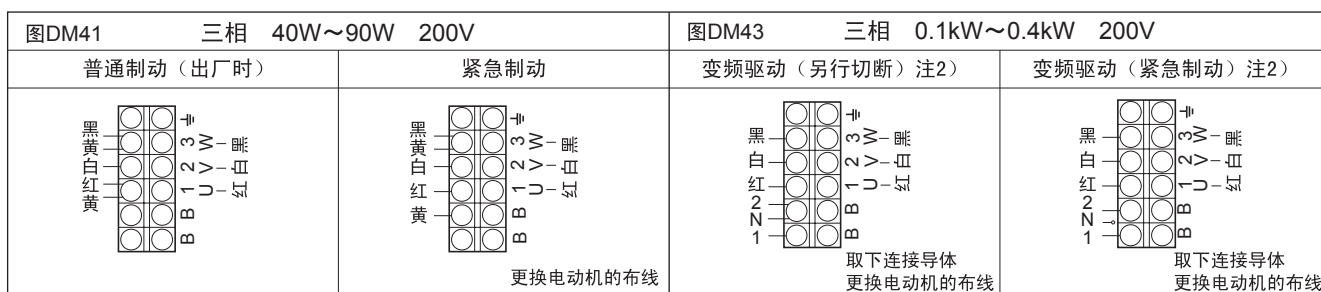 图DM41 三相 40W～90W 200V
图DM43 三相 0.1kW～0.4kW 200V
普通制动（出厂时）
紧急制动
变频驱动（另行切断）注2）
变频驱动（紧急制动）注2）
黑
黄
白
红
黄
3 W 黑
2 V 白
1 U 红
B
B
黑
黄
白
红
黄
3 W 黑
2 V 白
1 U 红
B
B
更换电动机的布线
黑
白
红
2
N
1
3 W 黑
2 V 白
1 U 红
B
B
取下连接导体
更换电动机的布线
黑
白
红
2
N
1
3 W 黑
2 V 白
1 U 红
B
B
取下连接导体
更换电动机的布线